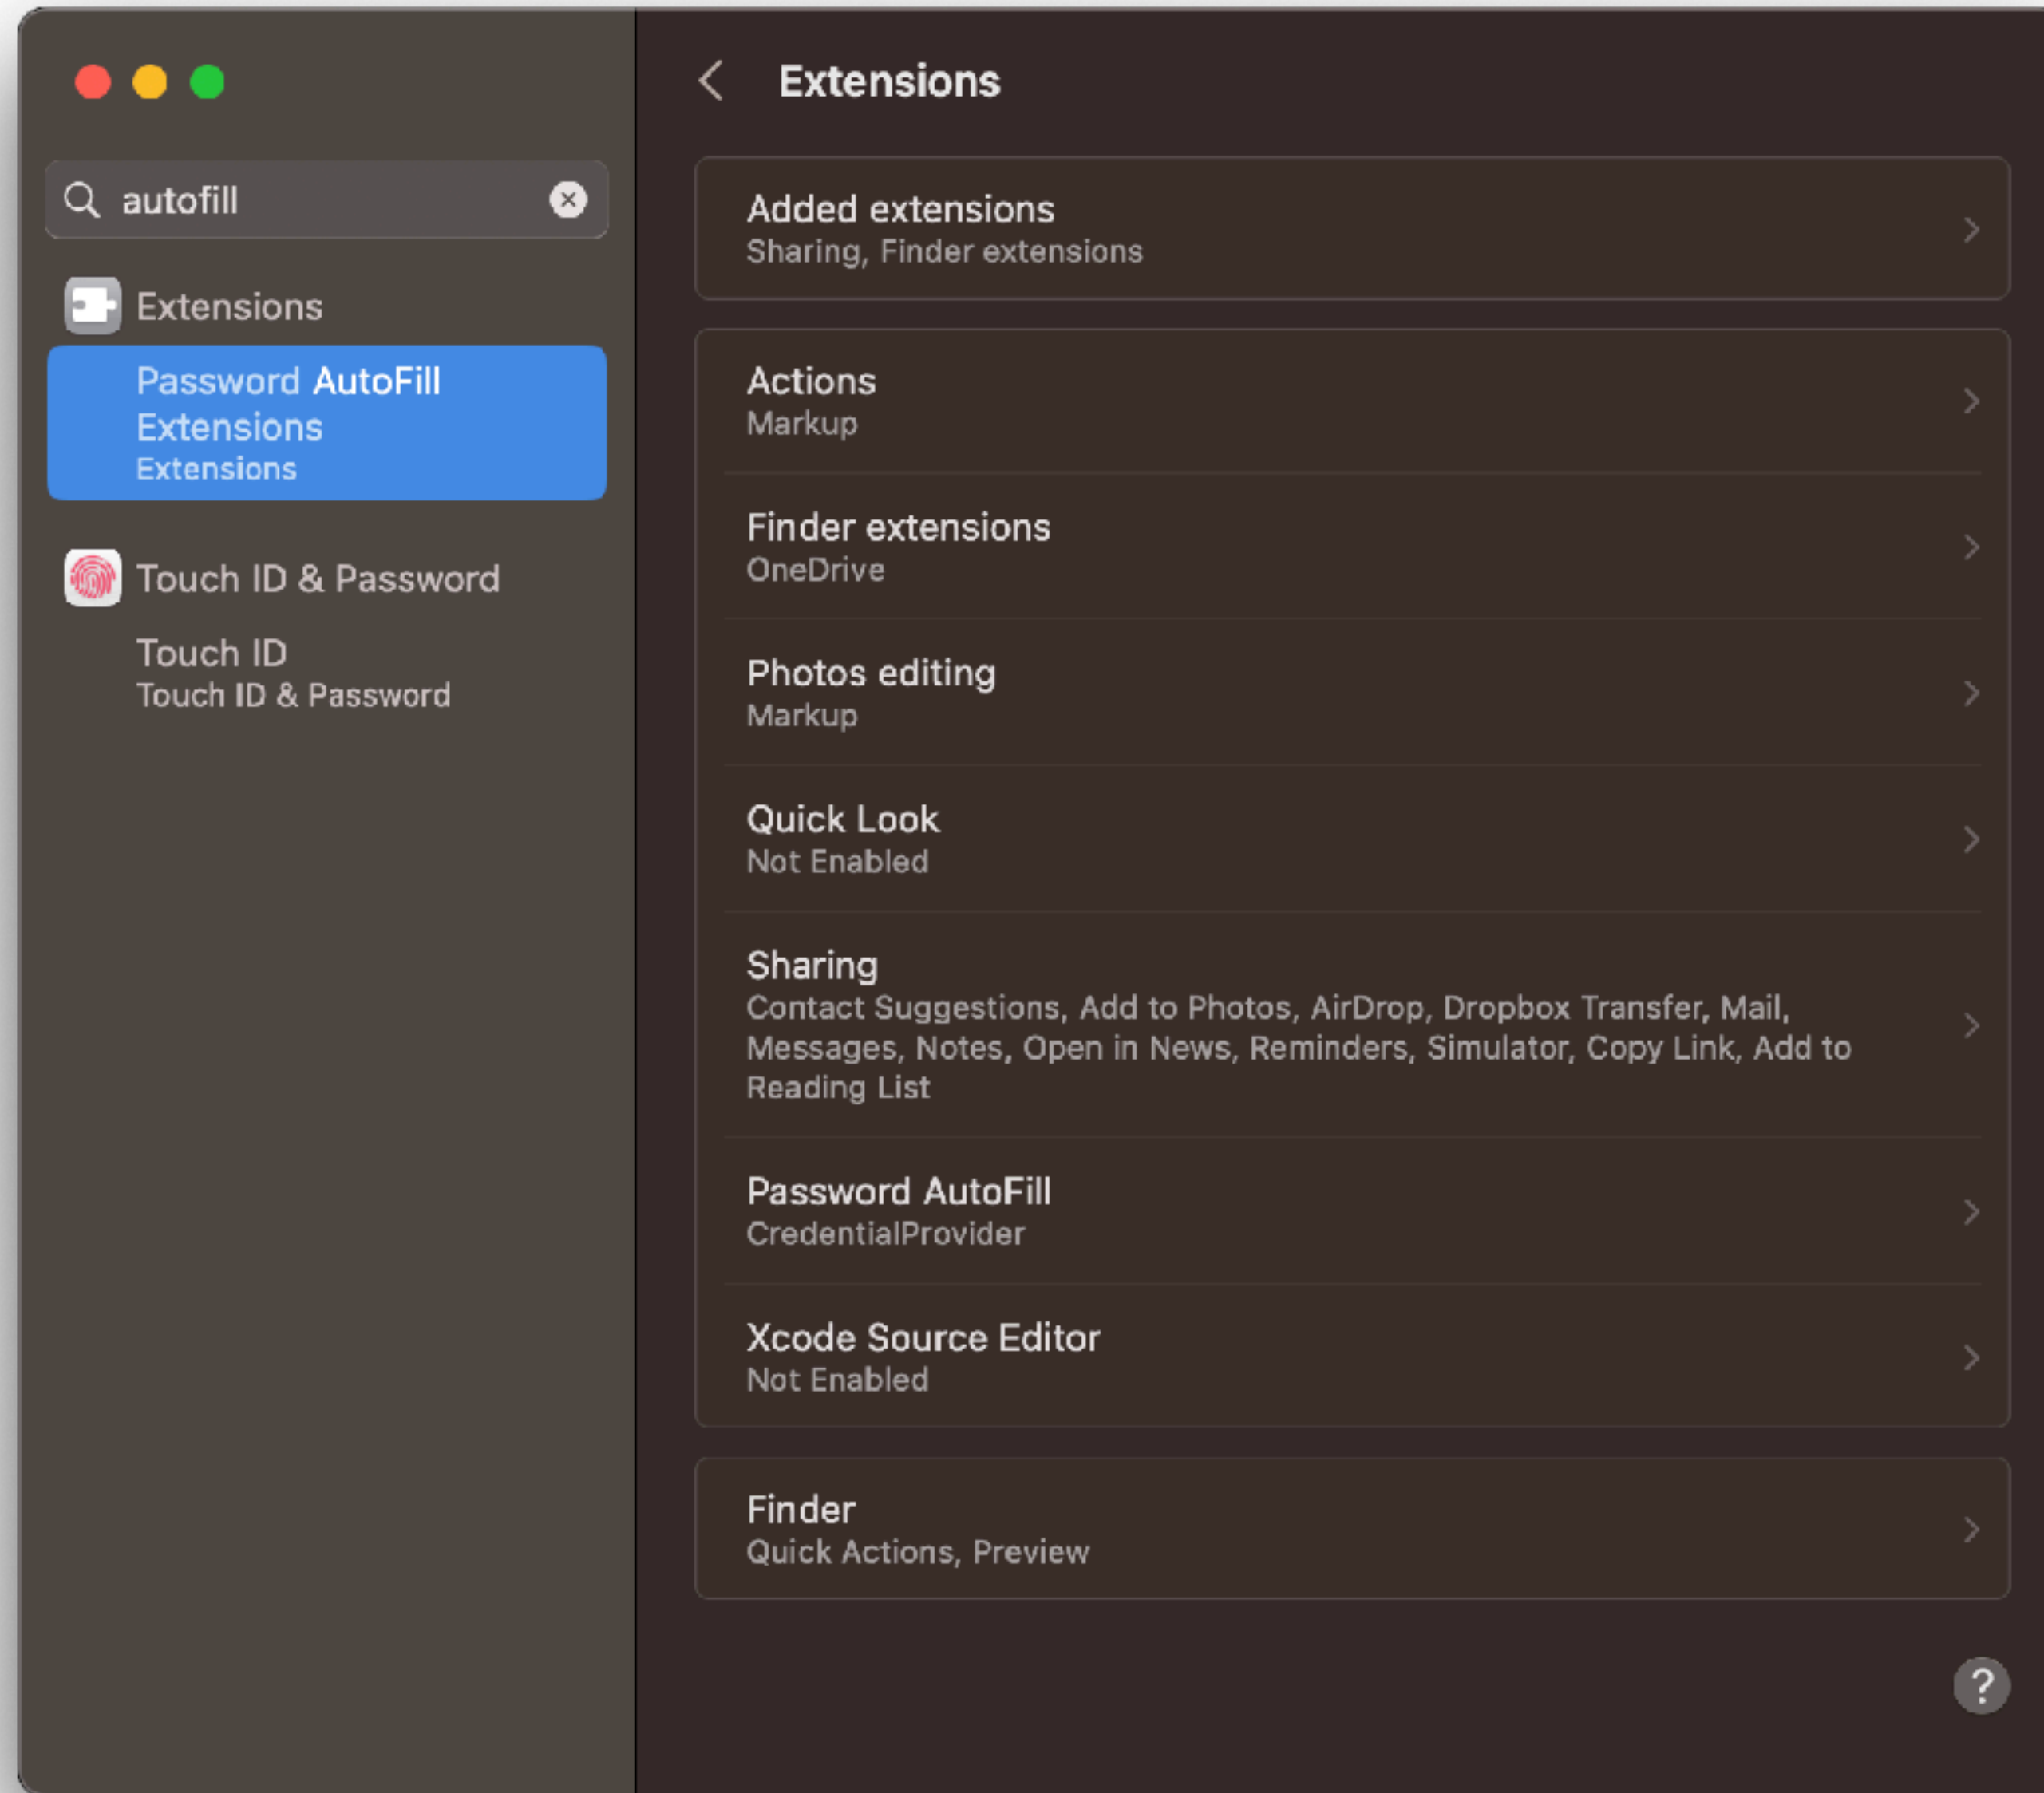 autofill
Extensions
Password AutoFill
Extensions
Extensions
Touch ID & Password
Touch ID
Touch ID & Password
Extensions
Added extensions
Sharing, Finder extensions
Actions
Markup
Finder extensions
OneDrive
Photos editing
Markup
Quick Look
Not Enabled
Sharing
Contact Suggestions, Add to Photos, AirDrop, Dropbox Transfer, Mail,
Messages, Notes, Open in News, Reminders, Simulator, Copy Link, Add to
Reading List
Password AutoFill
CredentialProvider
Xcode Source Editor
Not Enabled
Finder
Quick Actions, Preview
?